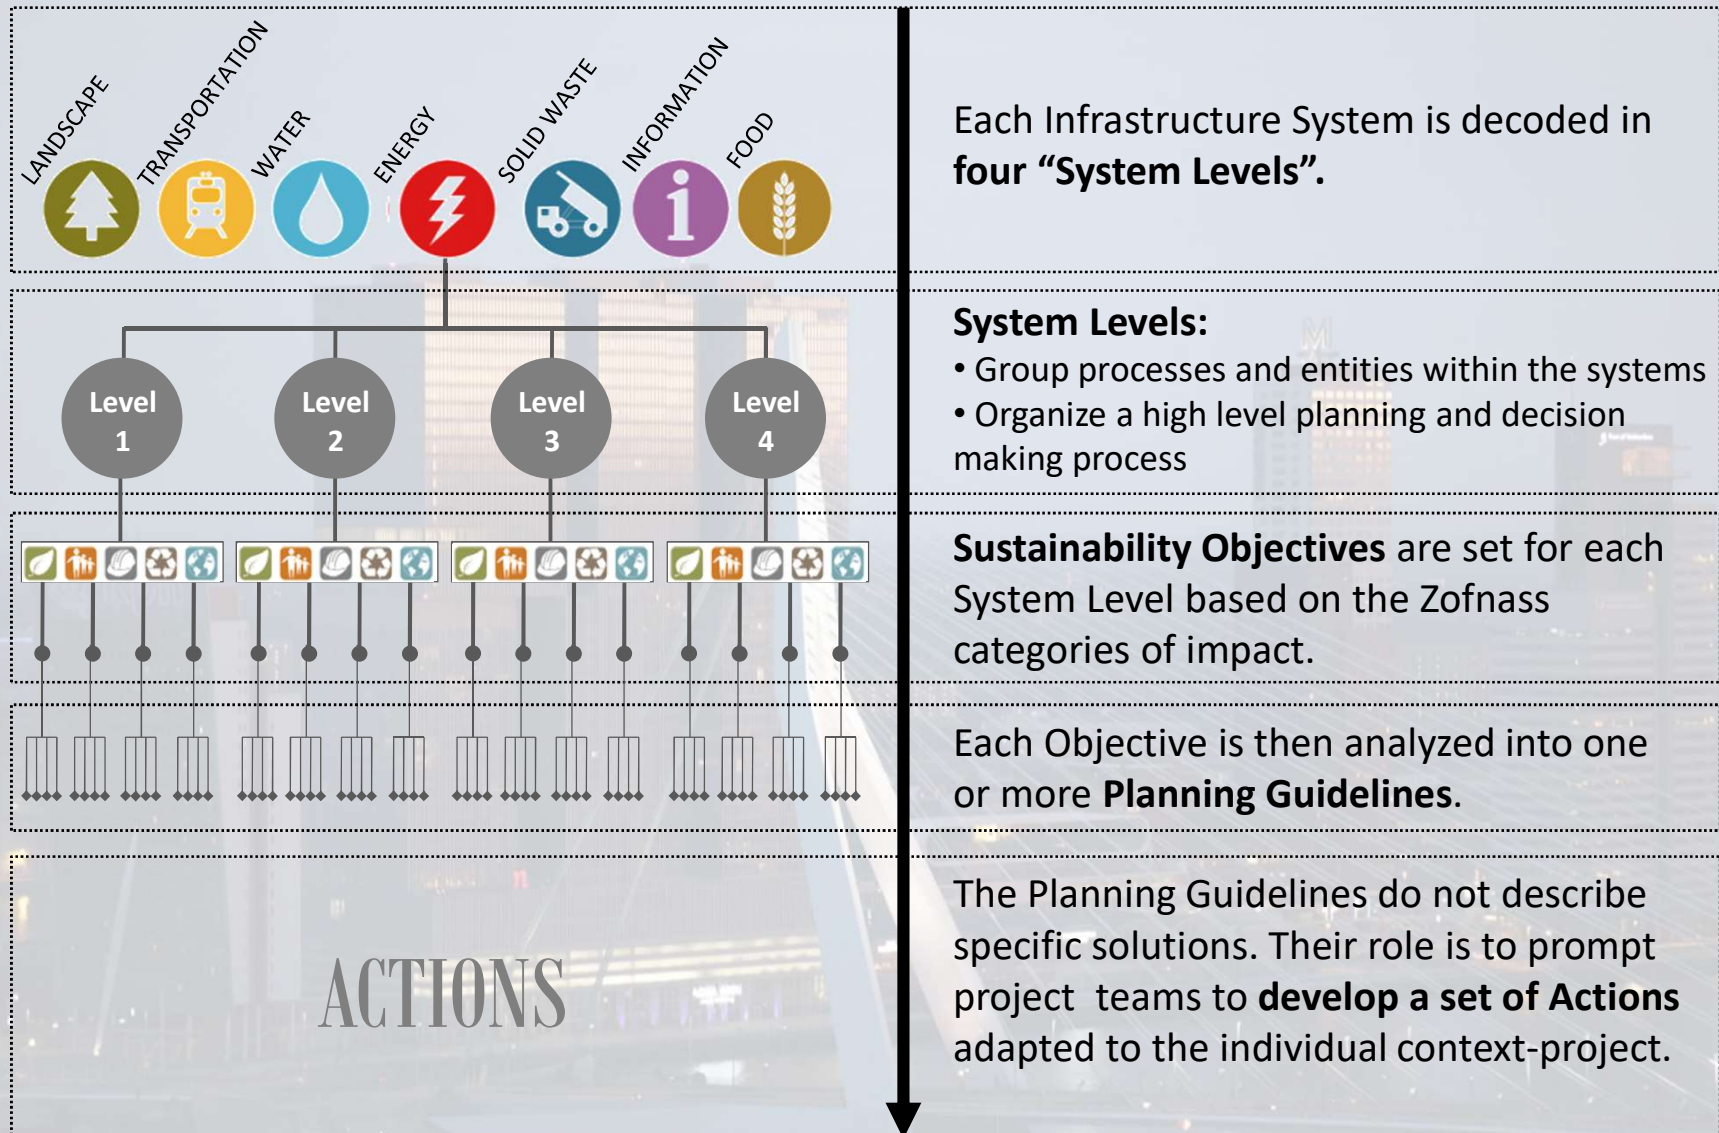 LANDSCAPE
TRANSPORTATION
WATER
ENERGY
SOLID WASTE
INFORMATION
FOOD
Each Infrastructure System is decoded in
four “System Levels”.
Level
1
Level
2
Level
3
Level
4
System Levels:
• Group processes and entities within the systems
• Organize a high level planning and decision
making process
Sustainability Objectives are set for each
System Level based on the Zofnass
categories of impact.
Each Objective is then analyzed into one
or more Planning Guidelines.
ACTIONS
The Planning Guidelines do not describe
specific solutions. Their role is to prompt
project  teams to develop a set of Actions
adapted to the individual context-project.